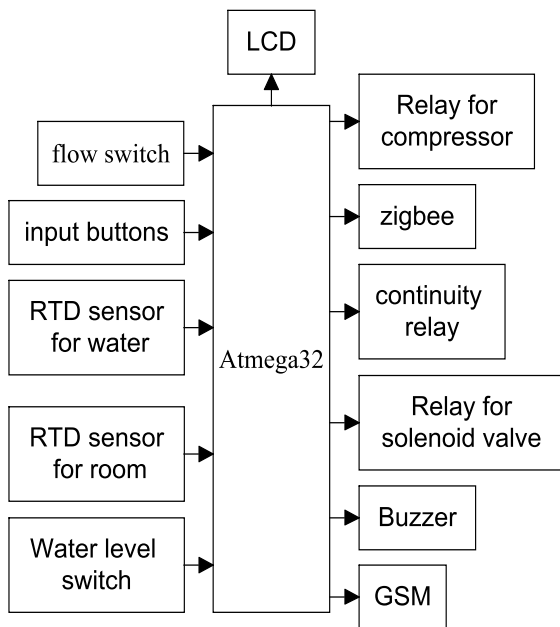 LCD
flow switch
input buttons
RTD sensor
for water
RTD sensor
for room
Water level
switch
Atmega32
Relay for
compressor
zigbee
continuity
relay
Relay for
solenoid valve
Buzzer
GSM